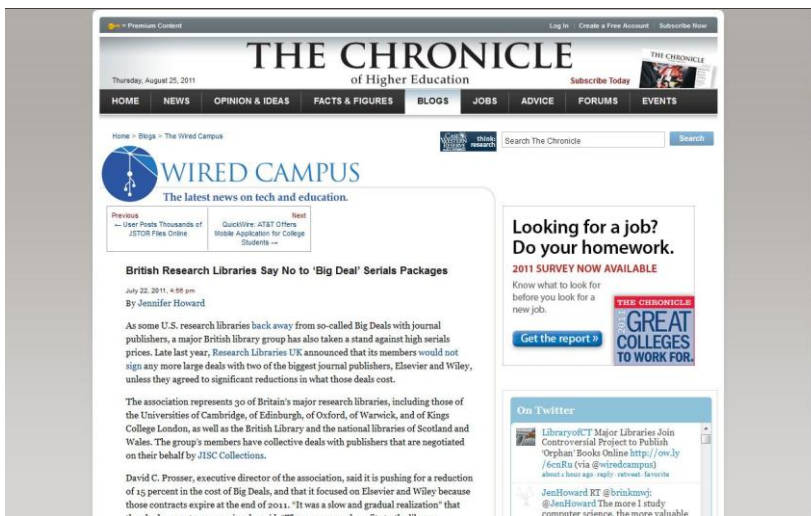 = Premium Content
Log In | Create a Free Account | Subscribe Now
THE CHRONICLE
of Higher Education
Thursday, August 25, 2011
Subscribe Today
THE CHRONICLE
HOME NEWS OPINION & IDEAS FACTS & FIGURES BLOGS JOBS ADVICE FORUMS EVENTS
Home > Blogs > The Wired Campus
CASE WESTERN RESERVE
think: research
Search The Chronicle
Search
WIRED CAMPUS
The latest news on tech and education.
Previous
← User Posts Thousands of
JSTOR Files Online
Next
QuickWire: AT&T Offers
Mobile Application for College
Students →
British Research Libraries Say No to 'Big Deal' Serials Packages
July 22, 2011, 4:56 pm
By Jennifer Howard
As some U.S. research libraries back away from so-called Big Deals with journal
publishers, a major British library group has also taken a stand against high serials
prices. Late last year, Research Libraries UK announced that its members would not
sign any more large deals with two of the biggest journal publishers, Elsevier and Wiley,
unless they agreed to significant reductions in what those deals cost.
The association represents 30 of Britain's major research libraries, including those of
the Universities of Cambridge, of Edinburgh, of Oxford, of Warwick, and of Kings
College London, as well as the British Library and the national libraries of Scotland and
Wales. The group's members have collective deals with publishers that are negotiated
on their behalf by JISC Collections.
David C. Prosser, executive director of the association, said it is pushing for a reduction
of 15 percent in the cost of Big Deals, and that it focused on Elsevier and Wiley because
those contracts expire at the end of 2011. "It was a slow and gradual realization" that
Looking for a job?
Do your homework.
2011 SURVEY NOW AVAILABLE
Know what to look for
before you look for a
new job.
Get the report »
THE CHRONICLE
2011
GREAT
COLLEGES
TO WORK FOR.
On Twitter
LibraryofCT Major Libraries Join
Controversial Project to Publish
'Orphan' Books Online http://ow.ly
/6cnRu (via @wiredcampus)
about 1 hour ago · reply · retweet · favorite
JenHoward RT @brinkmwj:
@JenHoward The more I study
computer science, the more valuable